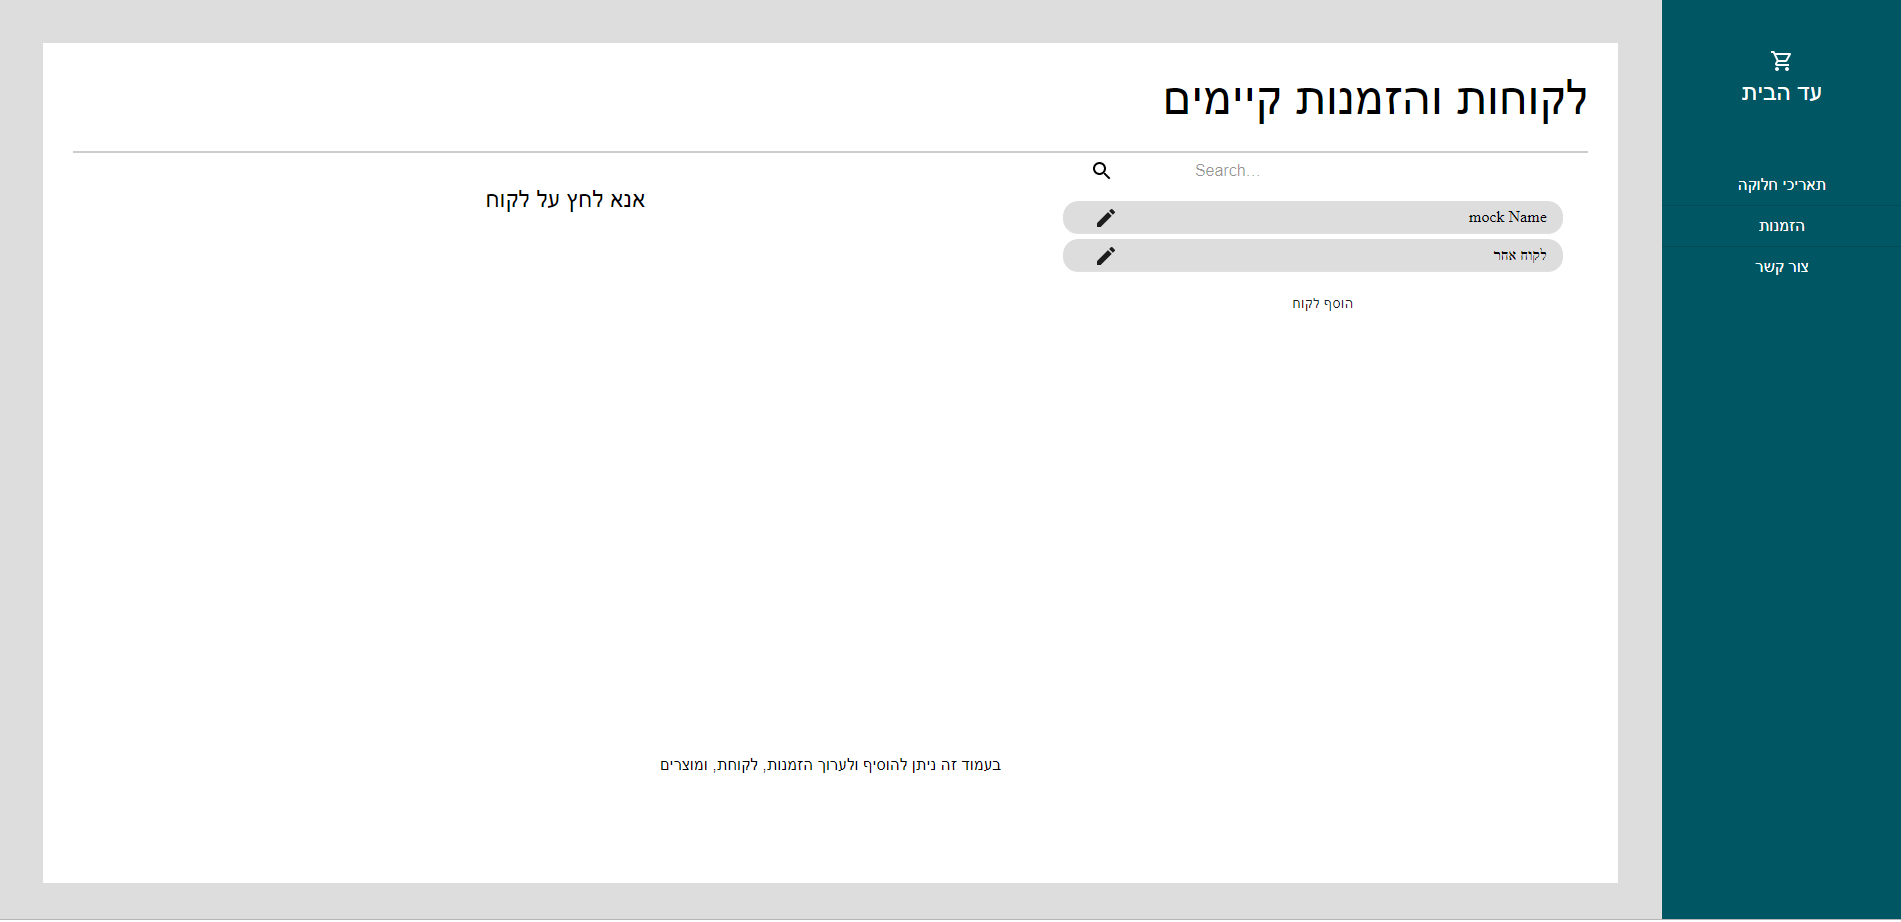 עד הבית
תאריכי חלוקה
הזמנות
צור קשר
לקוחות והזמנות קיימים
Search...
mock Name
לקוח אחר
הוסף לקוח
אנא לחץ על לקוח
בעמוד זה ניתן להוסיף ולערוך הזמנות, לקוחת, ומוצרים